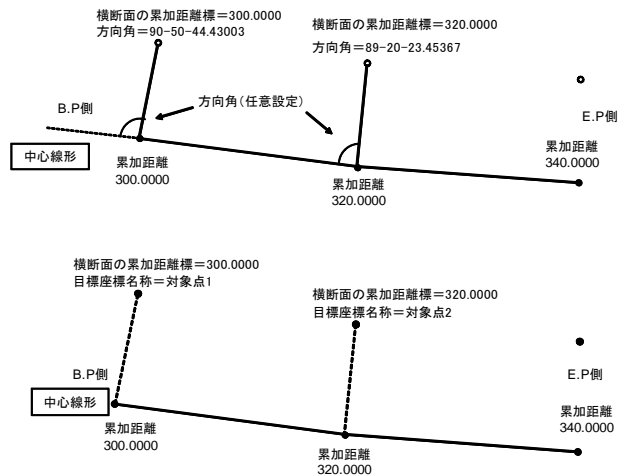 横断面の累加距離標＝300.0000
方向角＝90-50-44.43003
横断面の累加距離標＝320.0000
方向角＝89-20-23.45367
方向角（任意設定）
B.P側
E.P側
中心線形
累加距離
300.0000
累加距離
320.0000
累加距離
340.0000
横断面の累加距離標＝300.0000
目標座標名称＝対象点1
横断面の累加距離標＝320.0000
目標座標名称＝対象点2
B.P側
E.P側
中心線形
累加距離
300.0000
累加距離
320.0000
累加距離
340.0000